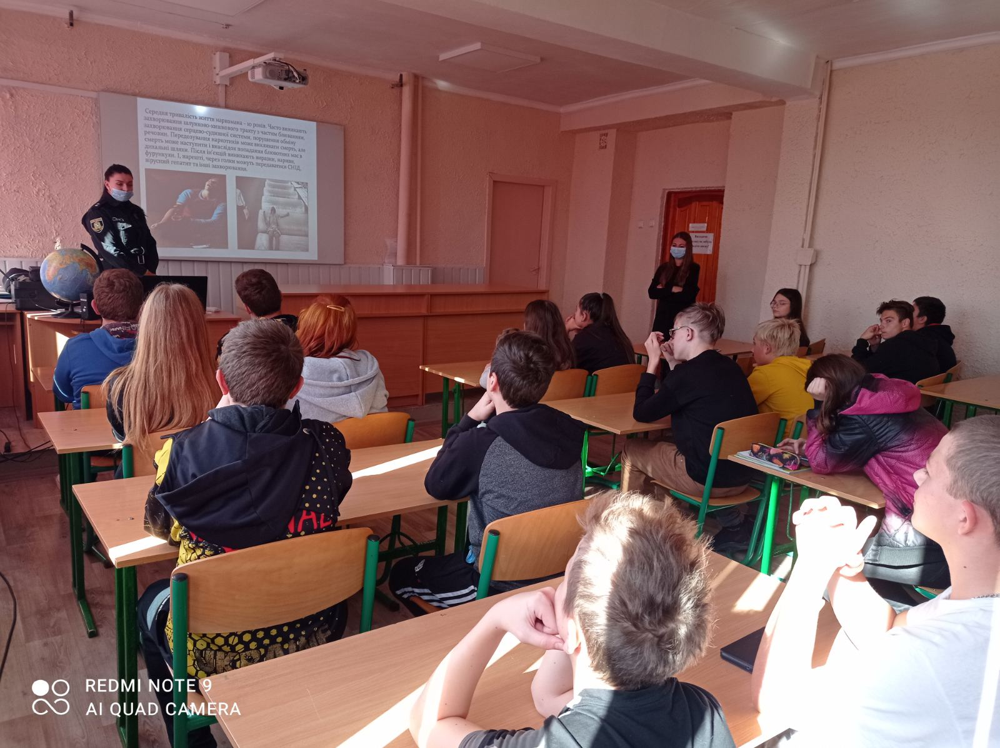 Середня тривалість життя наркомана - 10 років. Часто виникають
захворювання шлунково-кишкового тракту з частим блюванням,
захворювання серцево-судинної системи, порушення обміну
речовин. Передозування наркотиків може викликати смерть, але
смерть може наступити і внаслідок попадання блювотних мас в
дихальні шляхи. Після ін'єкцій виникають виразки, нариви,
фурункули. І, нарешті, через голки можуть передаватися СНІД,
вірусний гепатит та інші захворювання.
REDMI NOTE 9
AI QUAD CAMERA